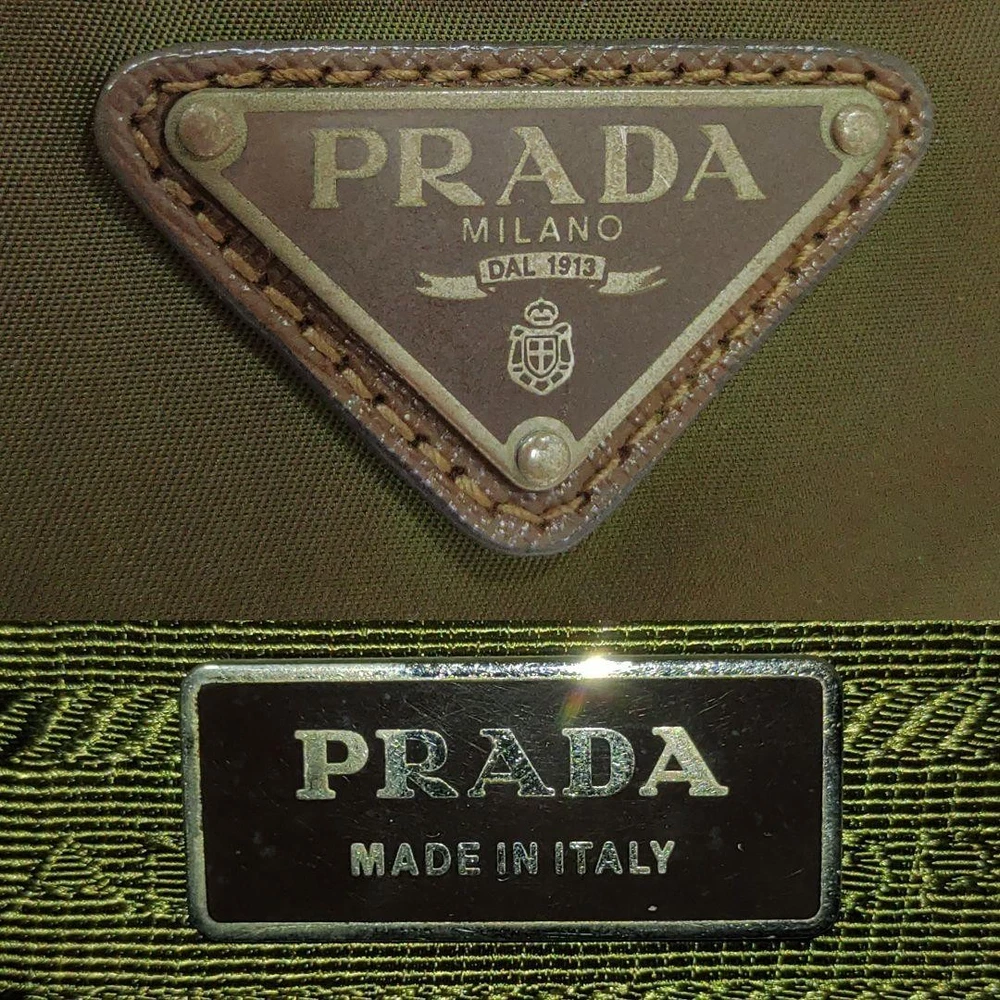 PRADA
MILANO
DAL 1913
PRADA
MADE IN ITALY